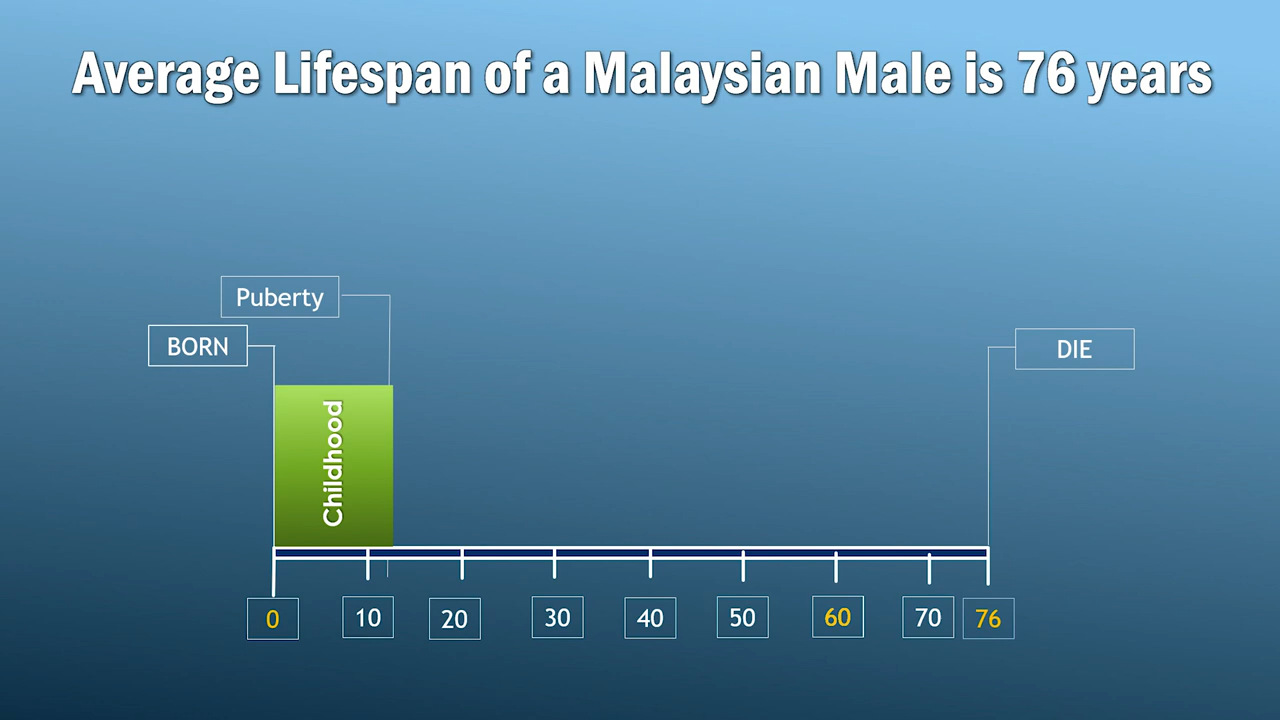 Average Lifespan of a Malaysian Male is 76 years
Puberty
BORN
DIE
Childhood
0
10
20
30
40
50
60
70
76